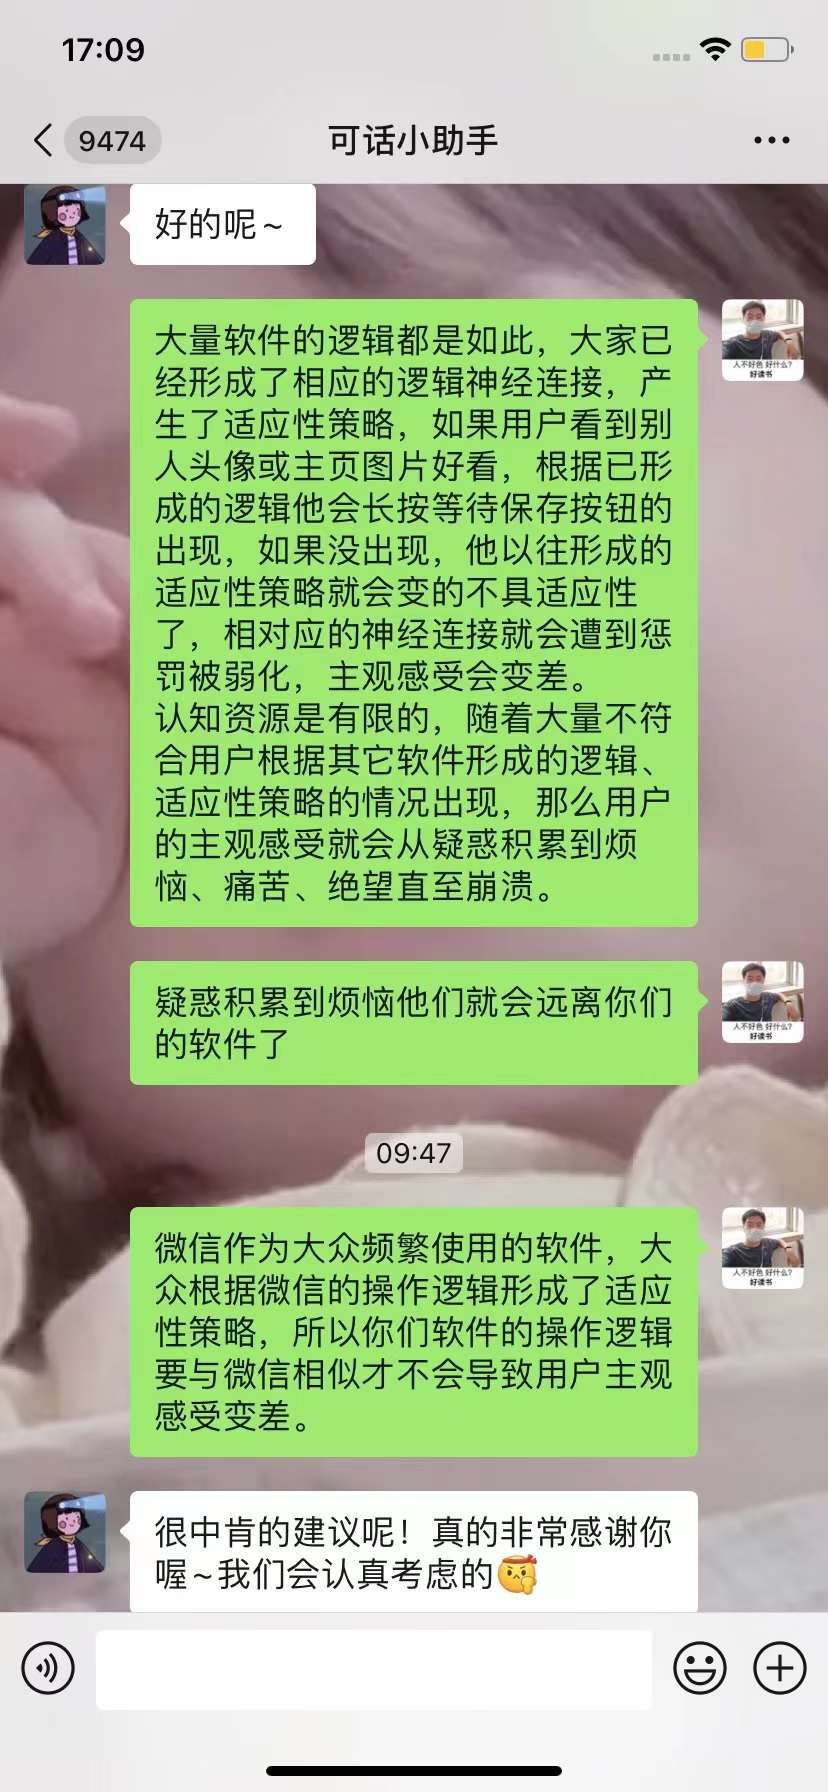 17:09
9474
可话小助手
好的呢~
大量软件的逻辑都是如此，大家已
经形成了相应的逻辑神经连接，产
生了适应性策略，如果用户看到别
人头像或主页图片好看，根据已形
成的逻辑他会长按等待保存按钮的
出现，如果没出现，他以往形成的
适应性策略就会变的不具适应性
了，相对应的神经连接就会遭到惩
罚被弱化，主观感受会变差。
认知资源是有限的，随着大量不符
合用户根据其它软件形成的逻辑、
适应性策略的情况出现，那么用户
的主观感受就会从疑惑积累到烦
恼、痛苦、绝望直至崩溃。
人不好色 好什么?
好读书
疑惑积累到烦恼他们就会远离你们
的软件了
人不好色 好什么?
好读书
09:47
微信作为大众频繁使用的软件，大
众根据微信的操作逻辑形成了适应
性策略，所以你们软件的操作逻辑
要与微信相似才不会导致用户主观
感受变差。
人不好色 好什么?
好读书
很中肯的建议呢！真的非常感谢你
喔~我们会认真考虑的